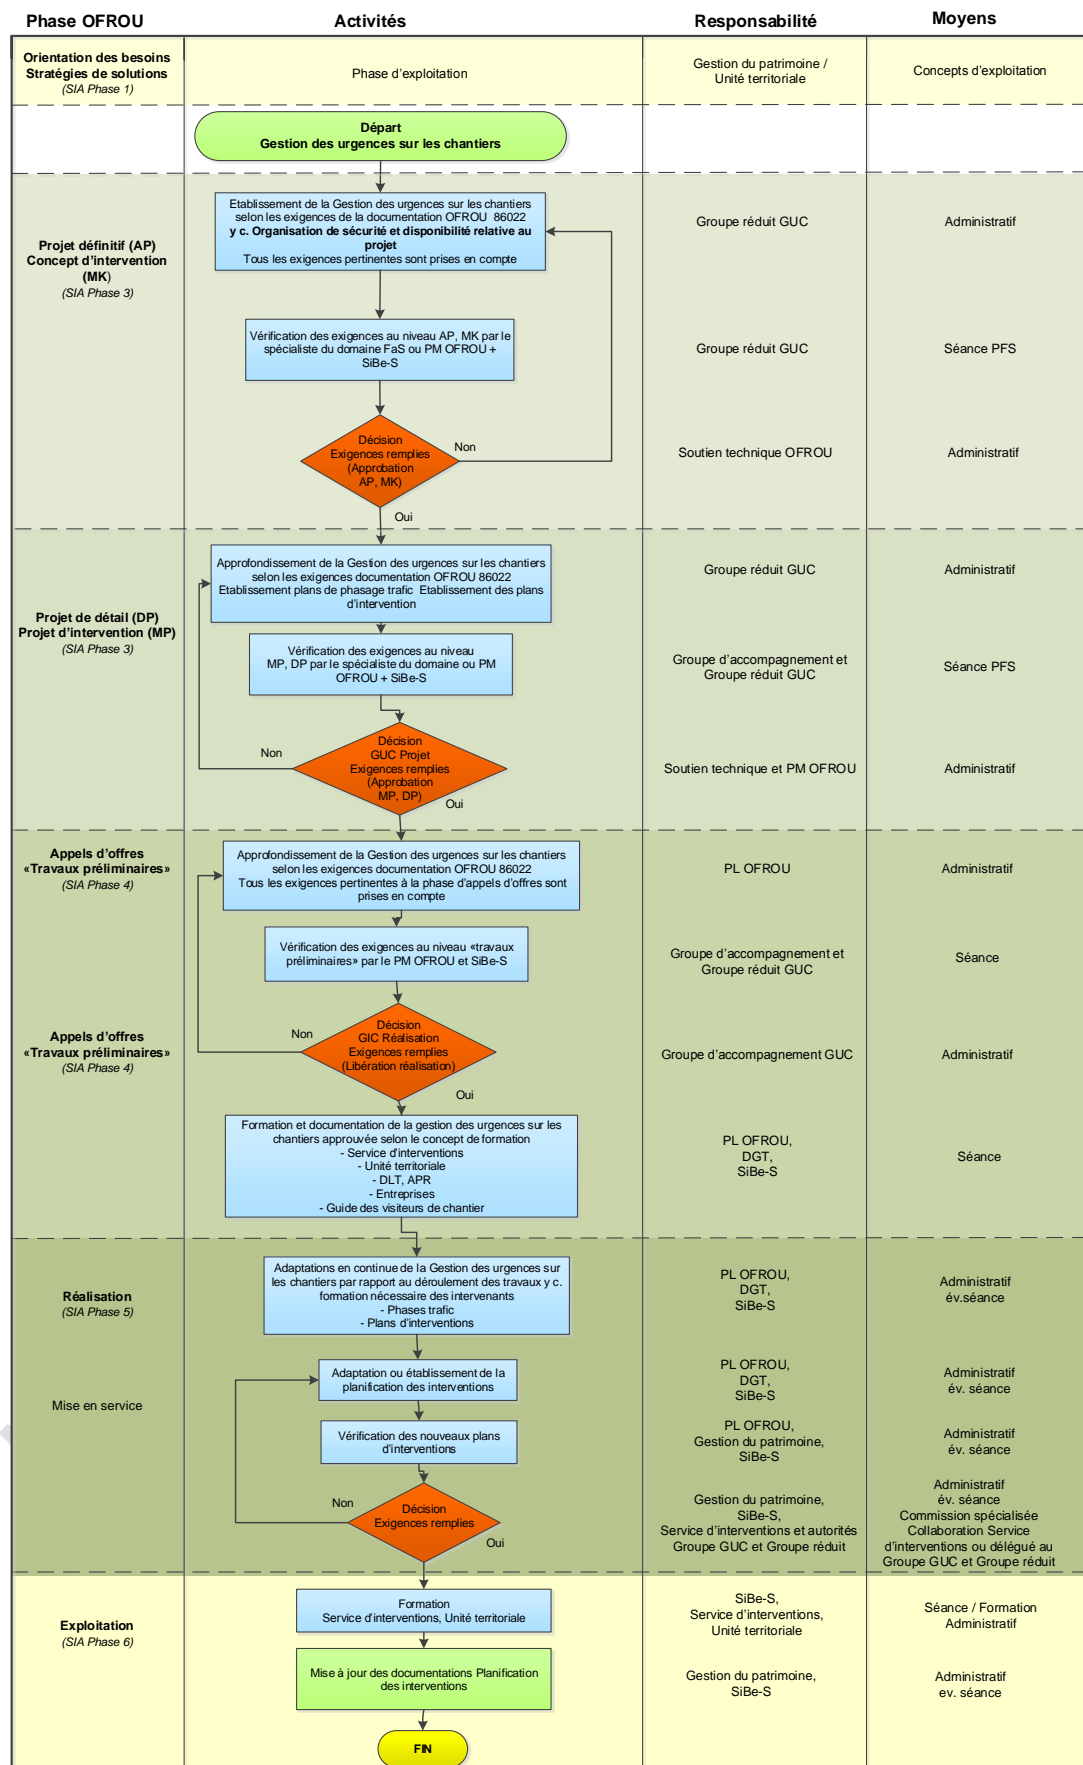 Phase OFROU
Activités
Responsabilité
Moyens
Orientation des besoins
Stratégies de solutions
(SIA Phase 1)
Phase d'exploitation
Gestion du patrimoine /
Unité territoriale
Concepts d'exploitation
Départ
Gestion des urgences sur les chantiers
Projet définitif (AP)
Concept d'intervention
(MK)
(SIA Phase 3)
Etablissement de la Gestion des urgences sur les chantiers
selon les exigences de la documentation OFROU 86022
y c. Organisation de sécurité et disponibilité relative au
projet
Tous les exigences pertinentes sont prises en compte
Groupe réduit GUC
Administratif
Vérification des exigences au niveau AP, MK par le
spécialiste du domaine FaS ou PM OFROU +
SiBe-S
Groupe réduit GUC
Séance PFS
Décision
Exigences remplies
(Approbation
AP, MK)
Non
Oui
Soutien technique OFROU
Administratif
Projet de détail (DP)
Projet d'intervention (MP)
(SIA Phase 3)
Approfondissement de la Gestion des urgences sur les chantiers
selon les exigences documentation OFROU 86022
Etablissement plans de phasage trafic Etablissement des plans
d'intervention
Groupe réduit GUC
Administratif
Vérification des exigences au niveau
MP, DP par le spécialiste du domaine ou PM
OFROU + SiBe-S
Groupe d'accompagnement et
Groupe réduit GUC
Séance PFS
Non
Décision
GUC Projet
Exigences remplies
(Approbation
MP, DP)
Oui
Soutien technique et PM OFROU
Administratif
Appels d'offres
«Travaux préliminaires»
(SIA Phase 4)
Approfondissement de la Gestion des urgences sur les chantiers
selon les exigences documentation OFROU 86022
Tous les exigences pertinentes à la phase d'appels d'offres sont
prises en compte
PL OFROU
Administratif
Vérification des exigences au niveau «travaux
préliminaires» par le PM OFROU et SiBe-S
Groupe d'accompagnement et
Groupe réduit GUC
Séance
Appels d'offres
«Travaux préliminaires»
(SIA Phase 4)
Non
Décision
GIC Réalisation
Exigences remplies
(Libération réalisation)
Oui
Groupe d'accompagnement GUC
Administratif
Formation et documentation de la gestion des urgences sur les
chantiers approuvée selon le concept de formation
- Service d'interventions
- Unité territoriale
- DLT, APR
- Entreprises
- Guide des visiteurs de chantier
PL OFROU,
DGT,
SiBe-S
Séance
Réalisation
(SIA Phase 5)
Adaptations en continue de la Gestion des urgences sur
les chantiers par rapport au déroulement des travaux y c.
formation nécessaire des intervenants
- Phases trafic
- Plans d'interventions
PL OFROU,
DGT,
SiBe-S
Administratif
év.séance
Mise en service
Adaptation ou établissement de la
planification des interventions
PL OFROU,
DGT,
SiBe-S
Administratif
év. séance
Vérification des nouveaux plans
d'interventions
PL OFROU,
Gestion du patrimoine,
SiBe-S
Administratif
év. séance
Non
Décision
Exigences remplies
Oui
Gestion du patrimoine,
SiBe-S,
Service d'interventions et autorités
Groupe GUC et Groupe réduit
Administratif
év. séance
Commission spécialisée
Collaboration Service
d'interventions ou délégué au
Groupe GUC et Groupe réduit
Exploitation
(SIA Phase 6)
Formation
Service d'interventions, Unité territoriale
SiBe-S,
Service d'interventions,
Unité territoriale
Séance / Formation
Administratif
Mise à jour des documentations Planification
des interventions
Gestion du patrimoine,
SiBe-S
Administratif
ev. séance
FIN